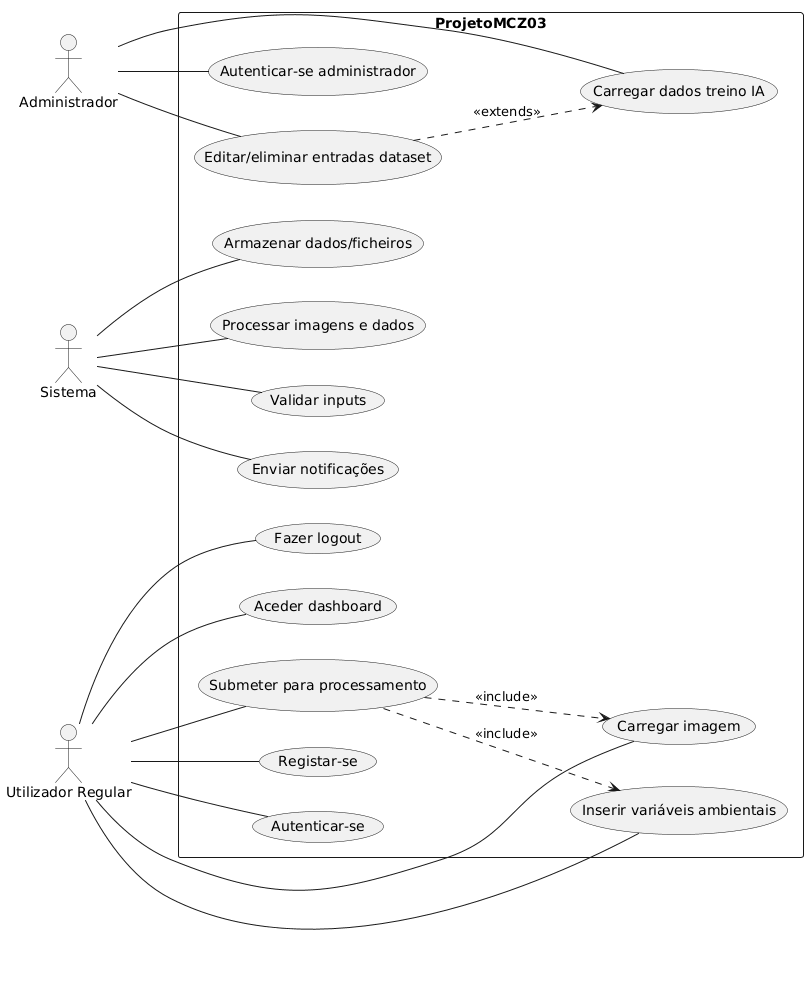 ProjetoMCZ03
Autenticar-se administrador
Carregar dados treino IA
Administrador
«extends»
Editar/eliminar entradas dataset
Armazenar dados/ficheiros
Processar imagens e dados
Sistema
Validar inputs
Enviar notificações
Fazer logout
Aceder dashboard
Submeter para processamento
«include»
Carregar imagem
«include»
Registar-se
Utilizador Regular
Inserir variáveis ambientais
Autenticar-se